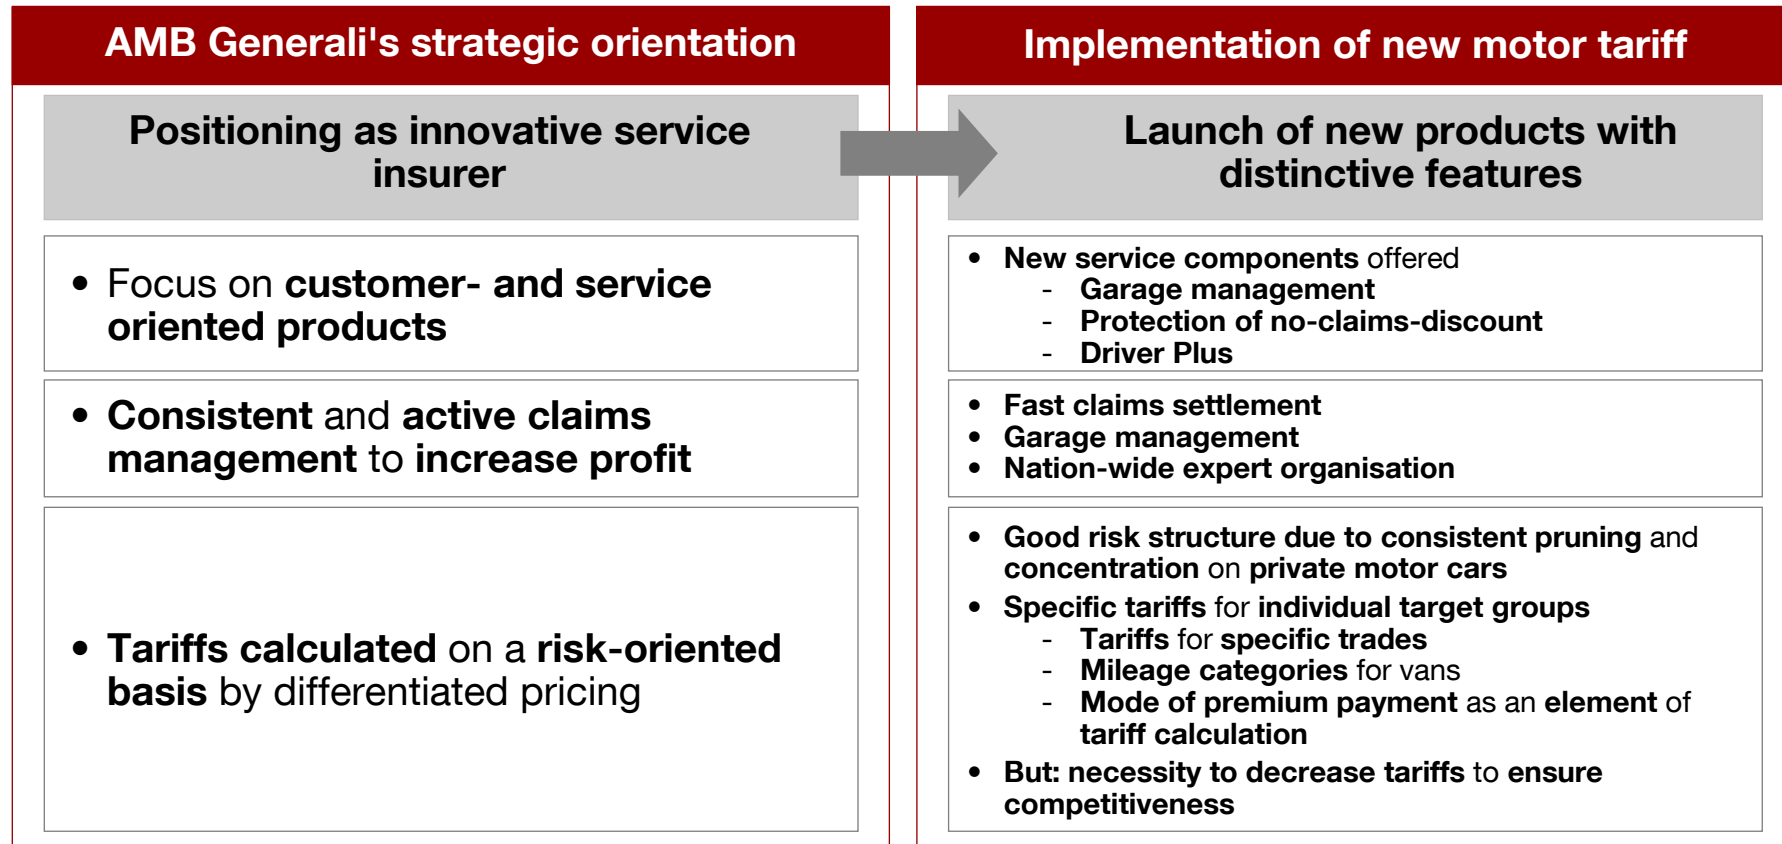 AMB Generali's strategic orientation
Positioning as innovative service
insurer
• Focus on customer- and service
oriented products
• Consistent and active claims
management to increase profit
• Tariffs calculated on a risk-oriented
basis by differentiated pricing
Implementation of new motor tariff
Launch of new products with
distinctive features
• New service components offered
- Garage management
- Protection of no-claims-discount
- Driver Plus
• Fast claims settlement
• Garage management
• Nation-wide expert organisation
• Good risk structure due to consistent pruning and
concentration on private motor cars
• Specific tariffs for individual target groups
- Tariffs for specific trades
- Mileage categories for vans
- Mode of premium payment as an element of
tariff calculation
• But: necessity to decrease tariffs to ensure
competitiveness